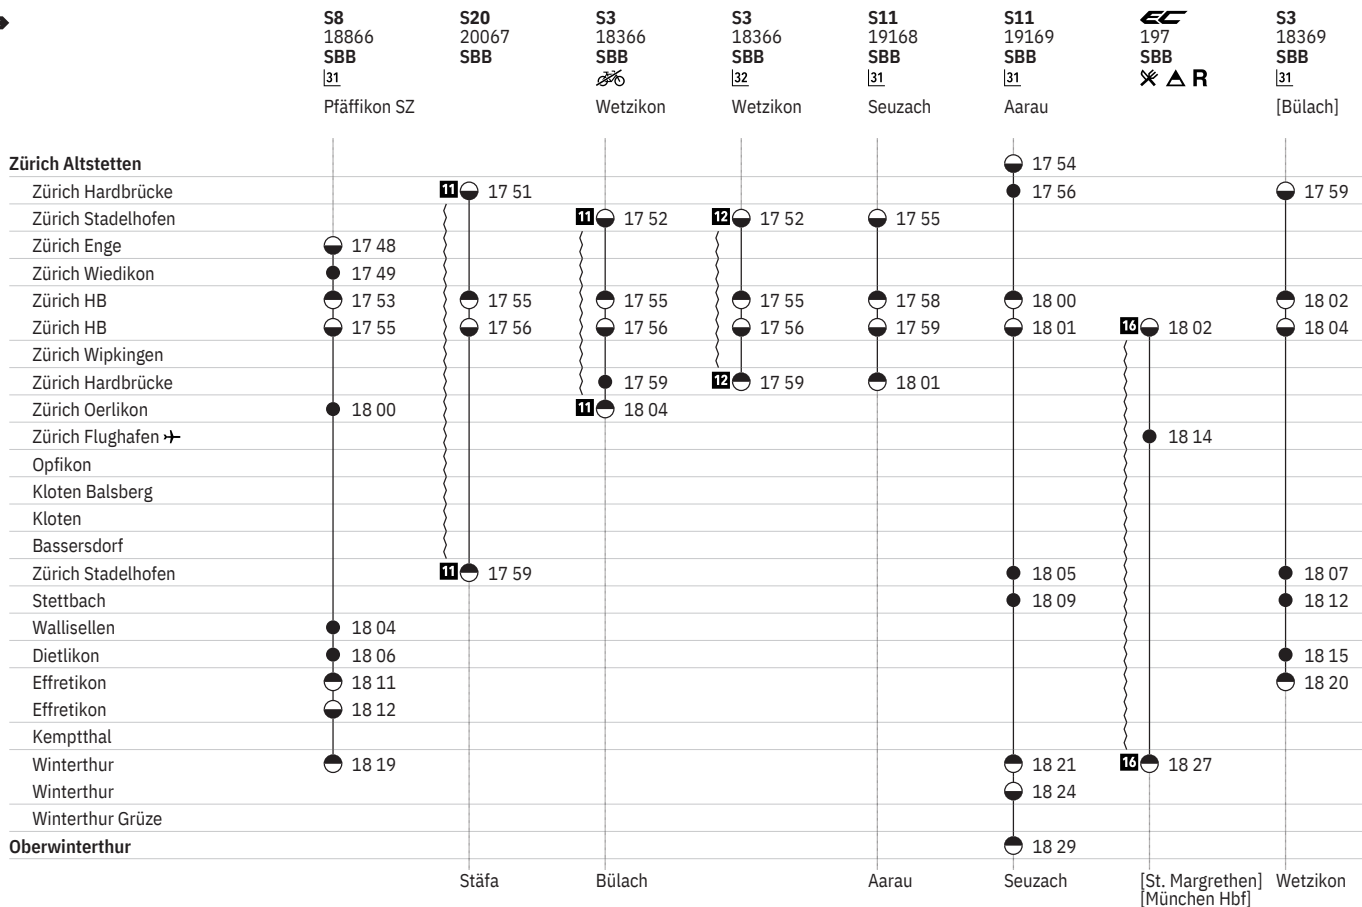 S8 S20 S3 S3 S11 S11 EC S3
18866 20067 18366 18366 19168 19169 197 18369
SBB SBB SBB SBB SBB SBB SBB SBB
31 32 31 31 R 31
Pfäffikon SZ Wetzikon Wetzikon Seuzach Aarau [Bülach]
Zürich Altstetten 17 54
Zürich Hardbrücke 11 17 51 17 56 17 59
Zürich Stadelhofen 11 17 52 12 17 52 17 55
Zürich Enge 17 48
Zürich Wiedikon 17 49
Zürich HB 17 53 17 55 17 55 17 55 17 58 18 00 18 02
Zürich HB 17 55 17 56 17 56 17 56 17 59 18 01 16 18 02 18 04
Zürich Wipkingen
Zürich Hardbrücke 17 59 12 17 59 18 01
Zürich Oerlikon 18 00 11 18 04
Zürich Flughafen 18 14
Opfikon
Kloten Balsberg
Kloten
Bassersdorf
Zürich Stadelhofen 11 17 59 18 05 18 07
Stettbach 18 09 18 12
Wallisellen 18 04
Dietlikon 18 06 18 15
Effretikon 18 11 18 20
Effretikon 18 12
Kemptthal
Winterthur 18 19 18 21 16 18 27
Winterthur 18 24
Winterthur Grüze
Oberwinterthur 18 29
Stäfa Bülach Aarau Seuzach [St. Margrethen] Wetzikon
[München Hbf]